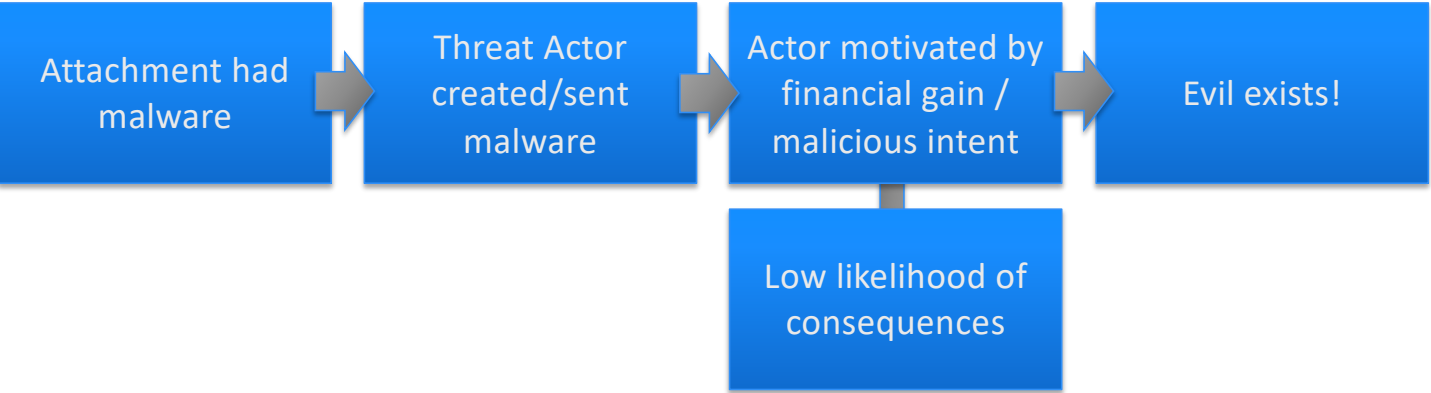 Attachment had
malware
Threat Actor
created/sent
malware
Actor motivated by
financial gain /
malicious intent
Evil exists!
Low likelihood of
consequences